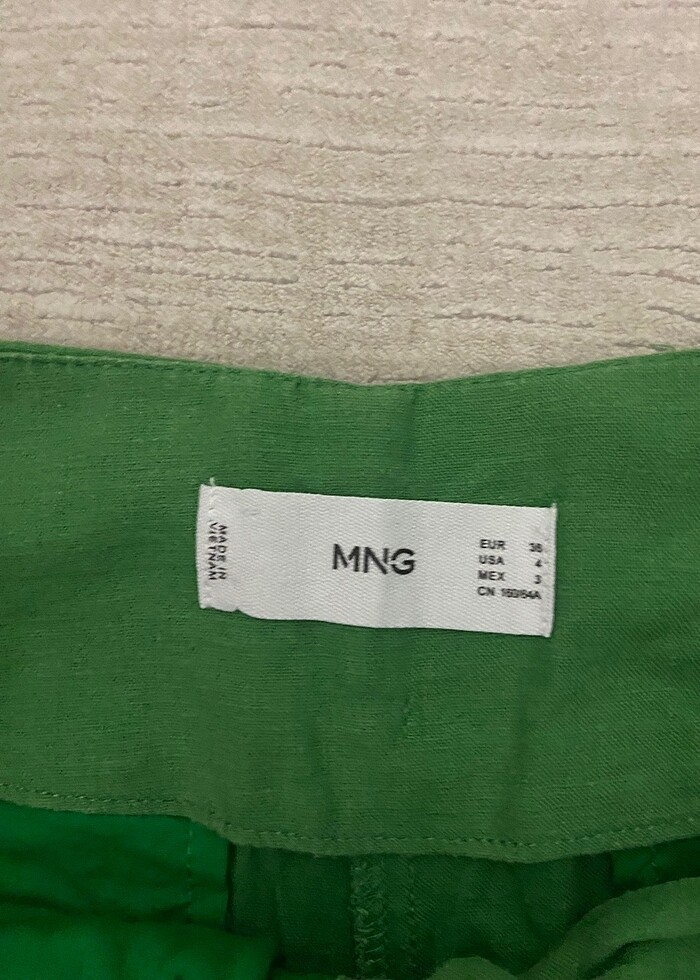 MADE IN
VIETNAM
MNG
EUR 36
USA 4
MEX 3
CN 160/64A